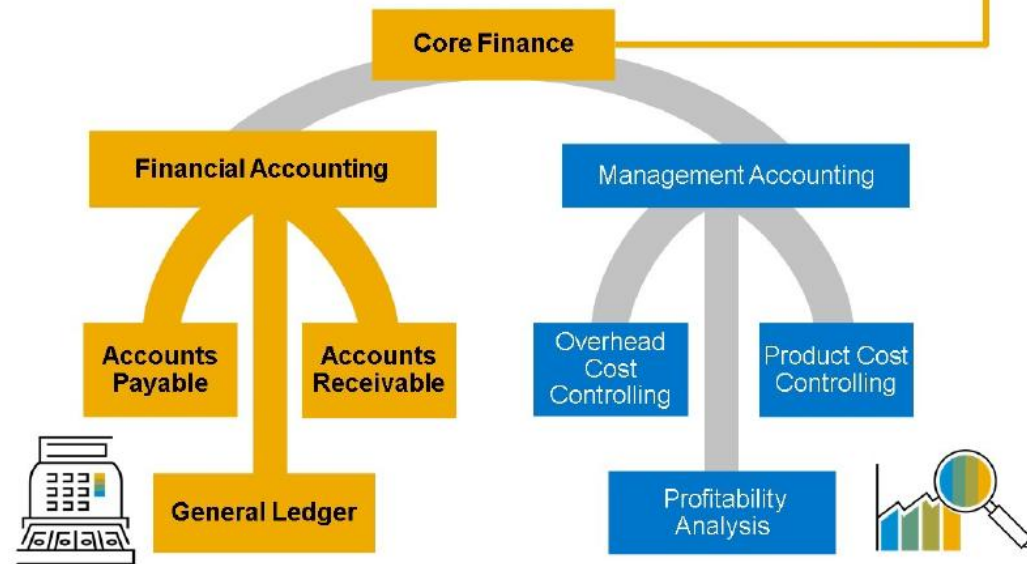 Core Finance
Financial Accounting
Management Accounting
Accounts
Payable
Accounts
Receivable
Overhead
Cost
Controlling
Product Cost
Controlling
General Ledger
Profitability
Analysis